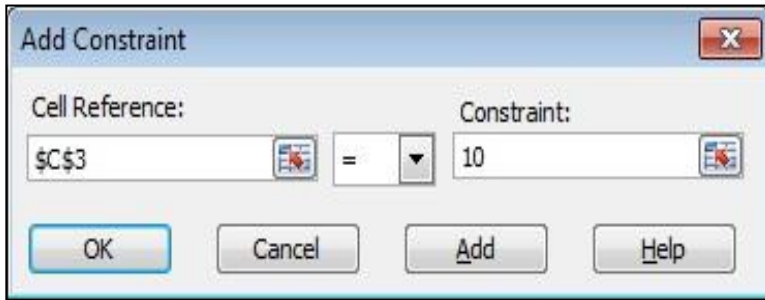 Add Constraint
Cell Reference: Constraint:
$C$3 = 10
OK Cancel Add Help